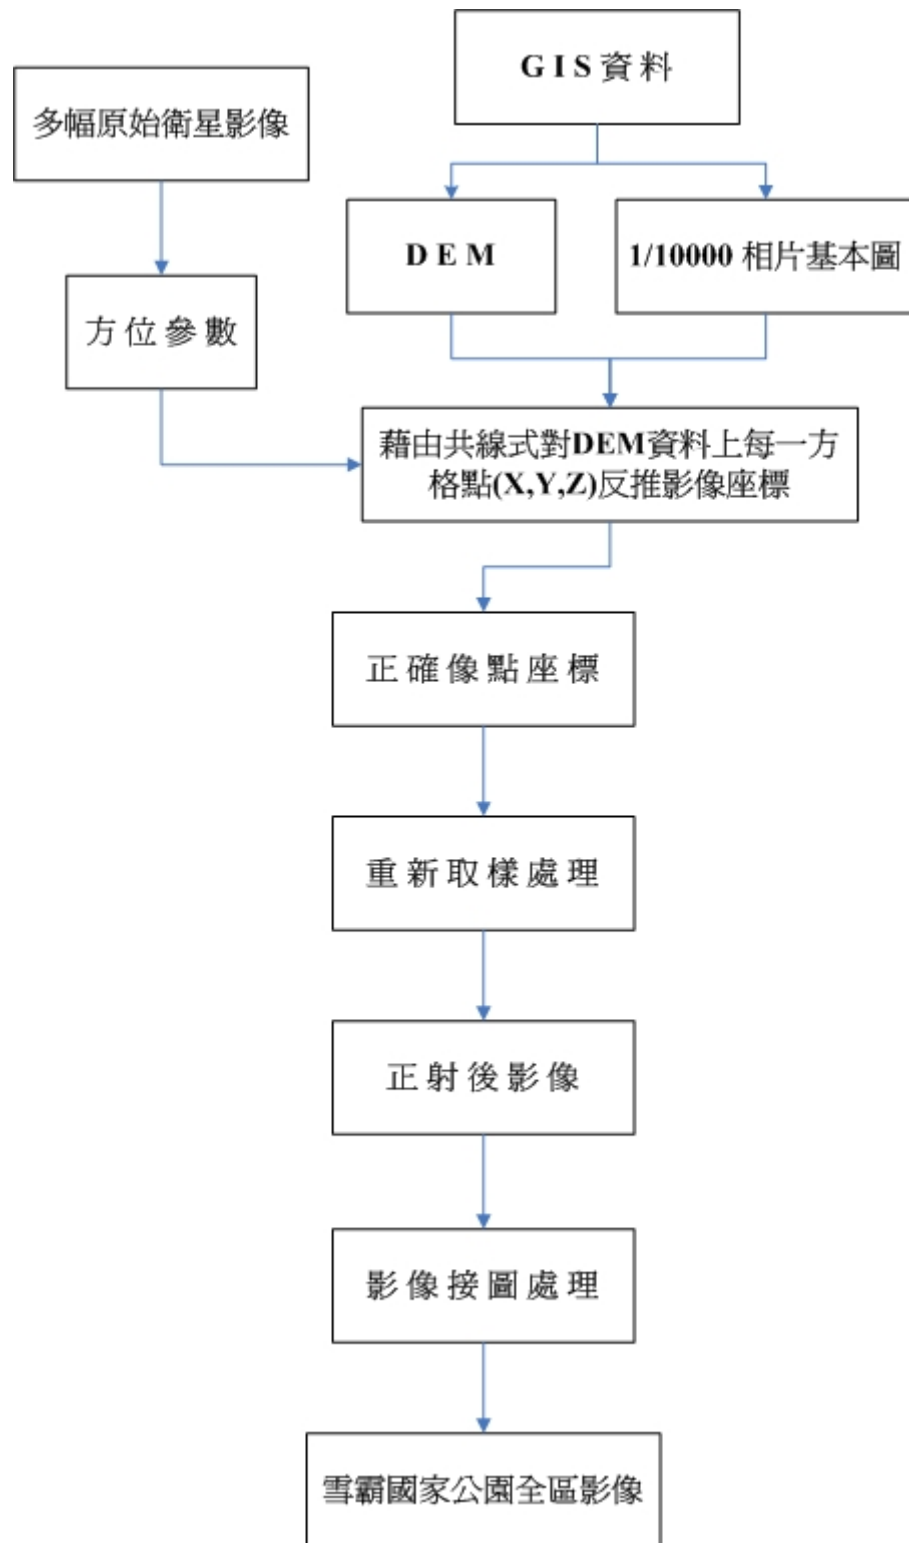 GIS資料
多幅原始衛星影像
DEM
1/10000 相片基本圖
方位參數
藉由共線式對DEM資料上每一方
格點(X,Y,Z)反推影像座標
正確像點座標
重新取樣處理
正射後影像
影像接圖處理
雪霸國家公園全區影像